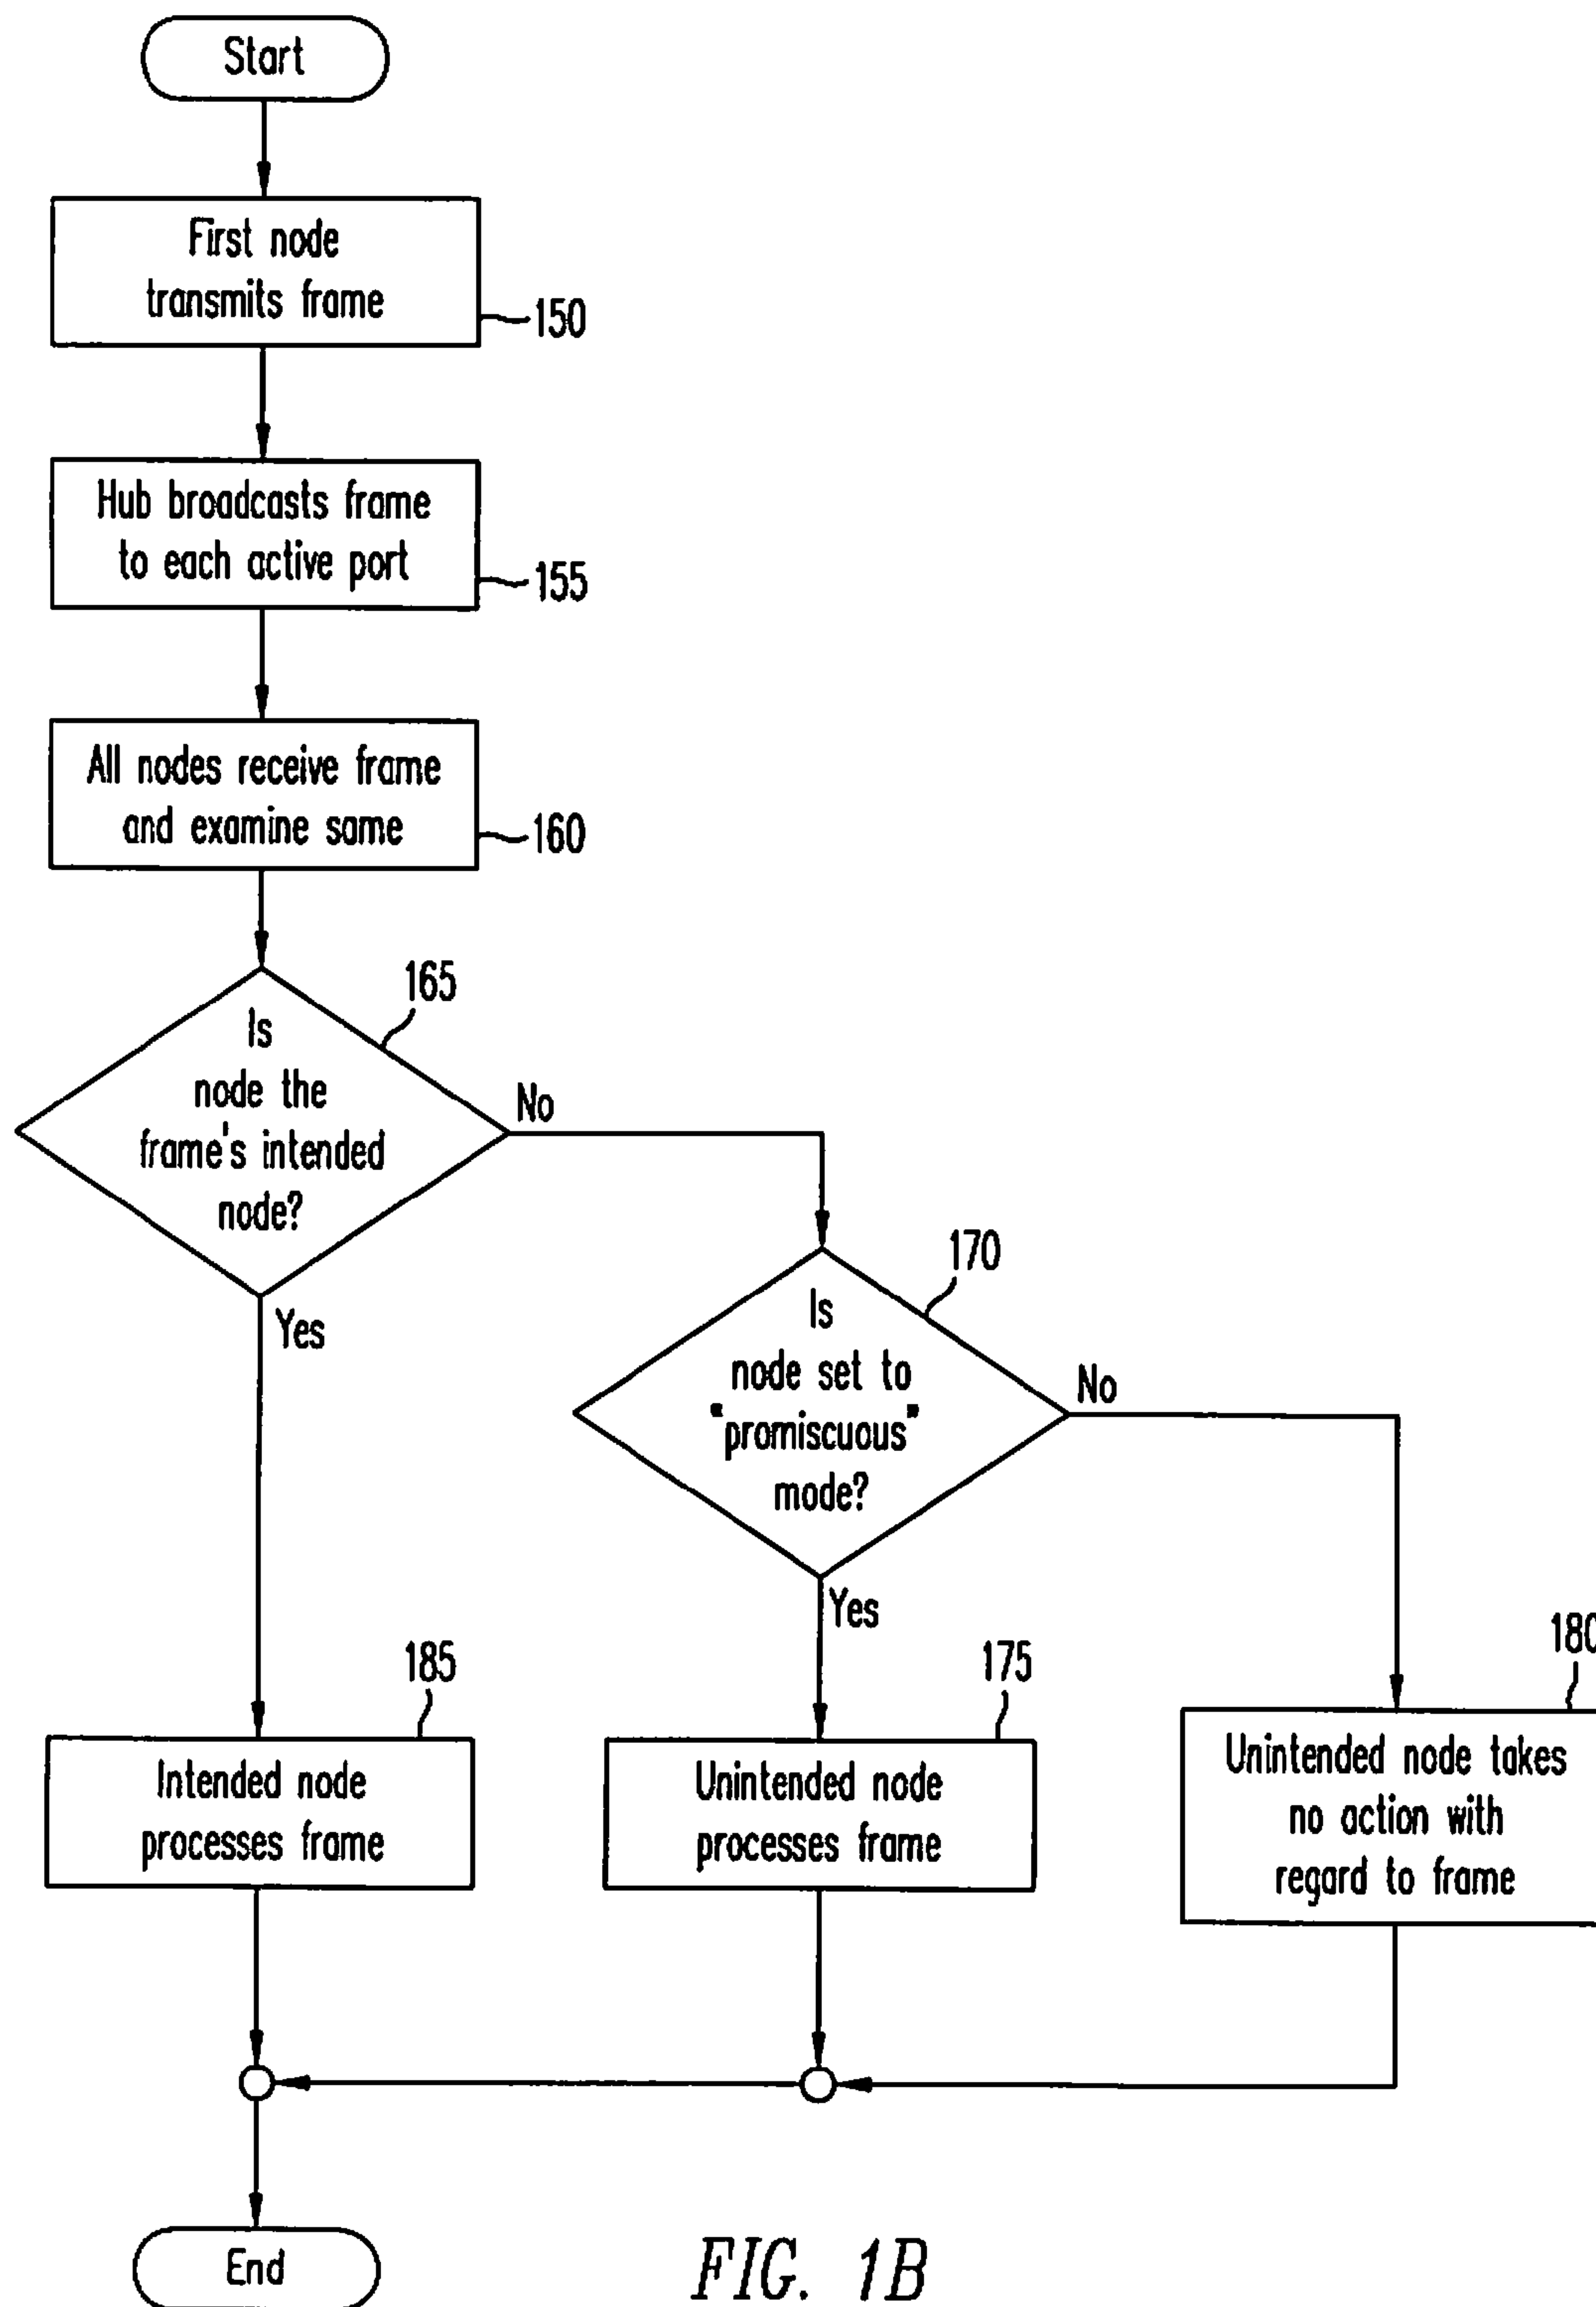 Start
First node
transmits frame
150
Hub broadcasts frame
to each active port
155
All nodes receive frame
and examine same
160
165
Is
node the
frame's intended
node?
No
Yes
170
Is
node set to
"promiscuous"
mode?
No
Yes
185
Intended node
processes frame
175
Unintended node
processes frame
180
Unintended node takes
no action with
regard to frame
End
FIG. 1B